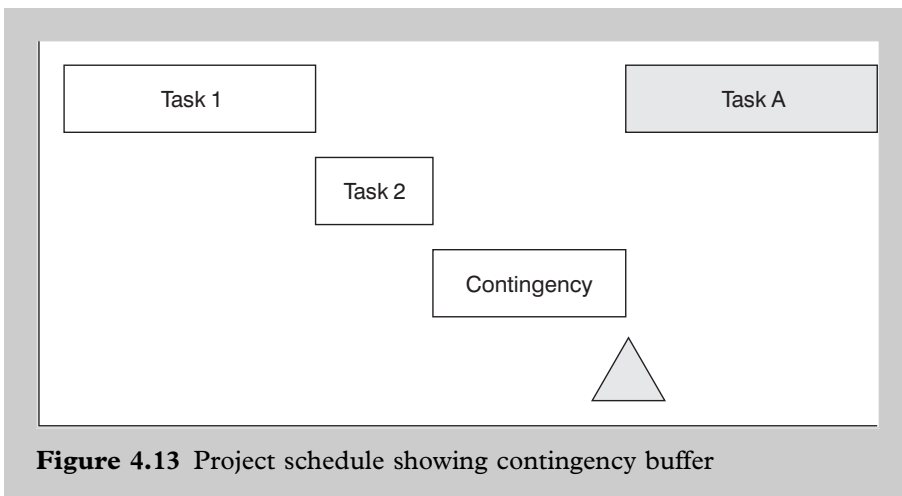 Task 1
Task A
Task 2
Contingency
Figure 4.13 Project schedule showing contingency buffer